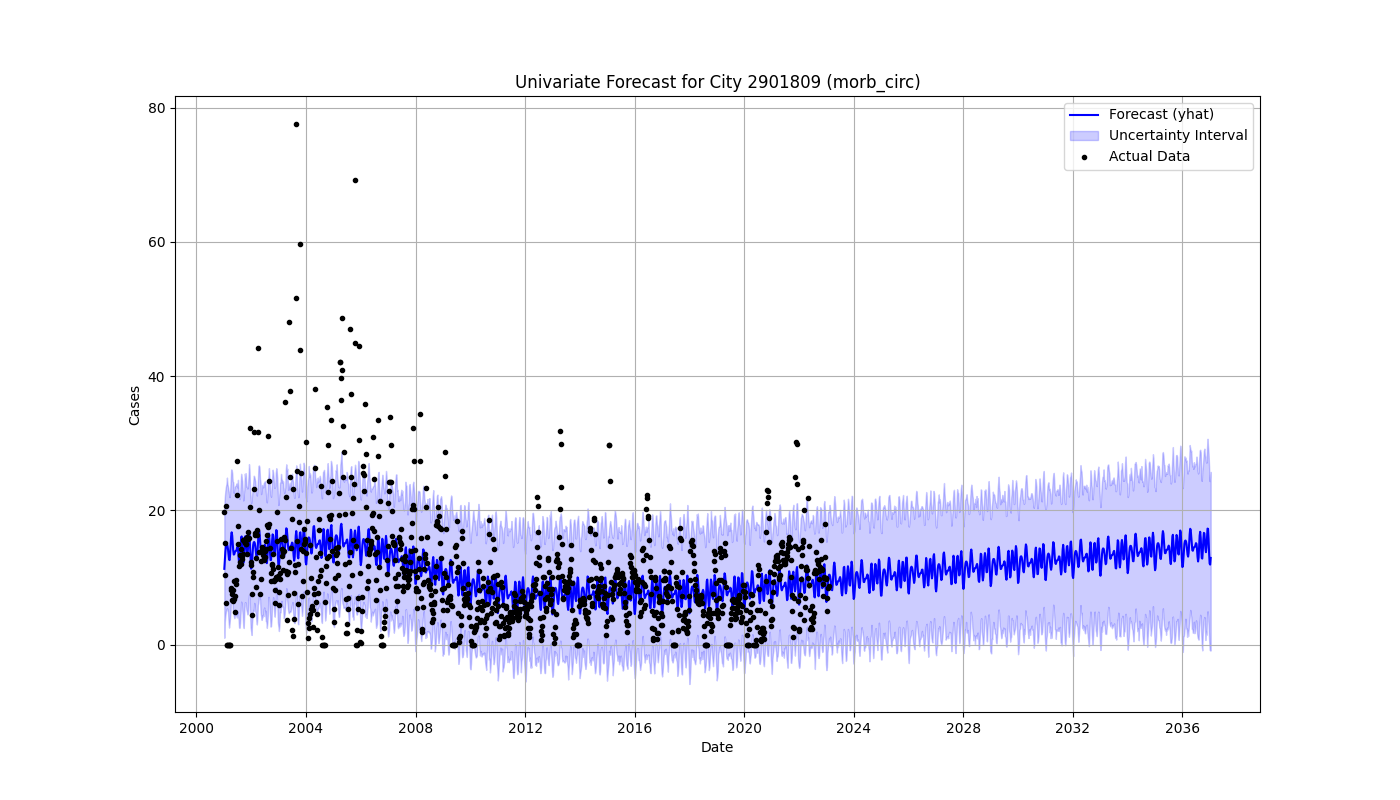 Univariate Forecast for City 2901809 (morb_circ)
Forecast (yhat)
Uncertainty Interval
Actual Data
80
60
40
20
0
Cases
2000 2004 2008 2012 2016 2020 2024 2028 2032 2036
Date